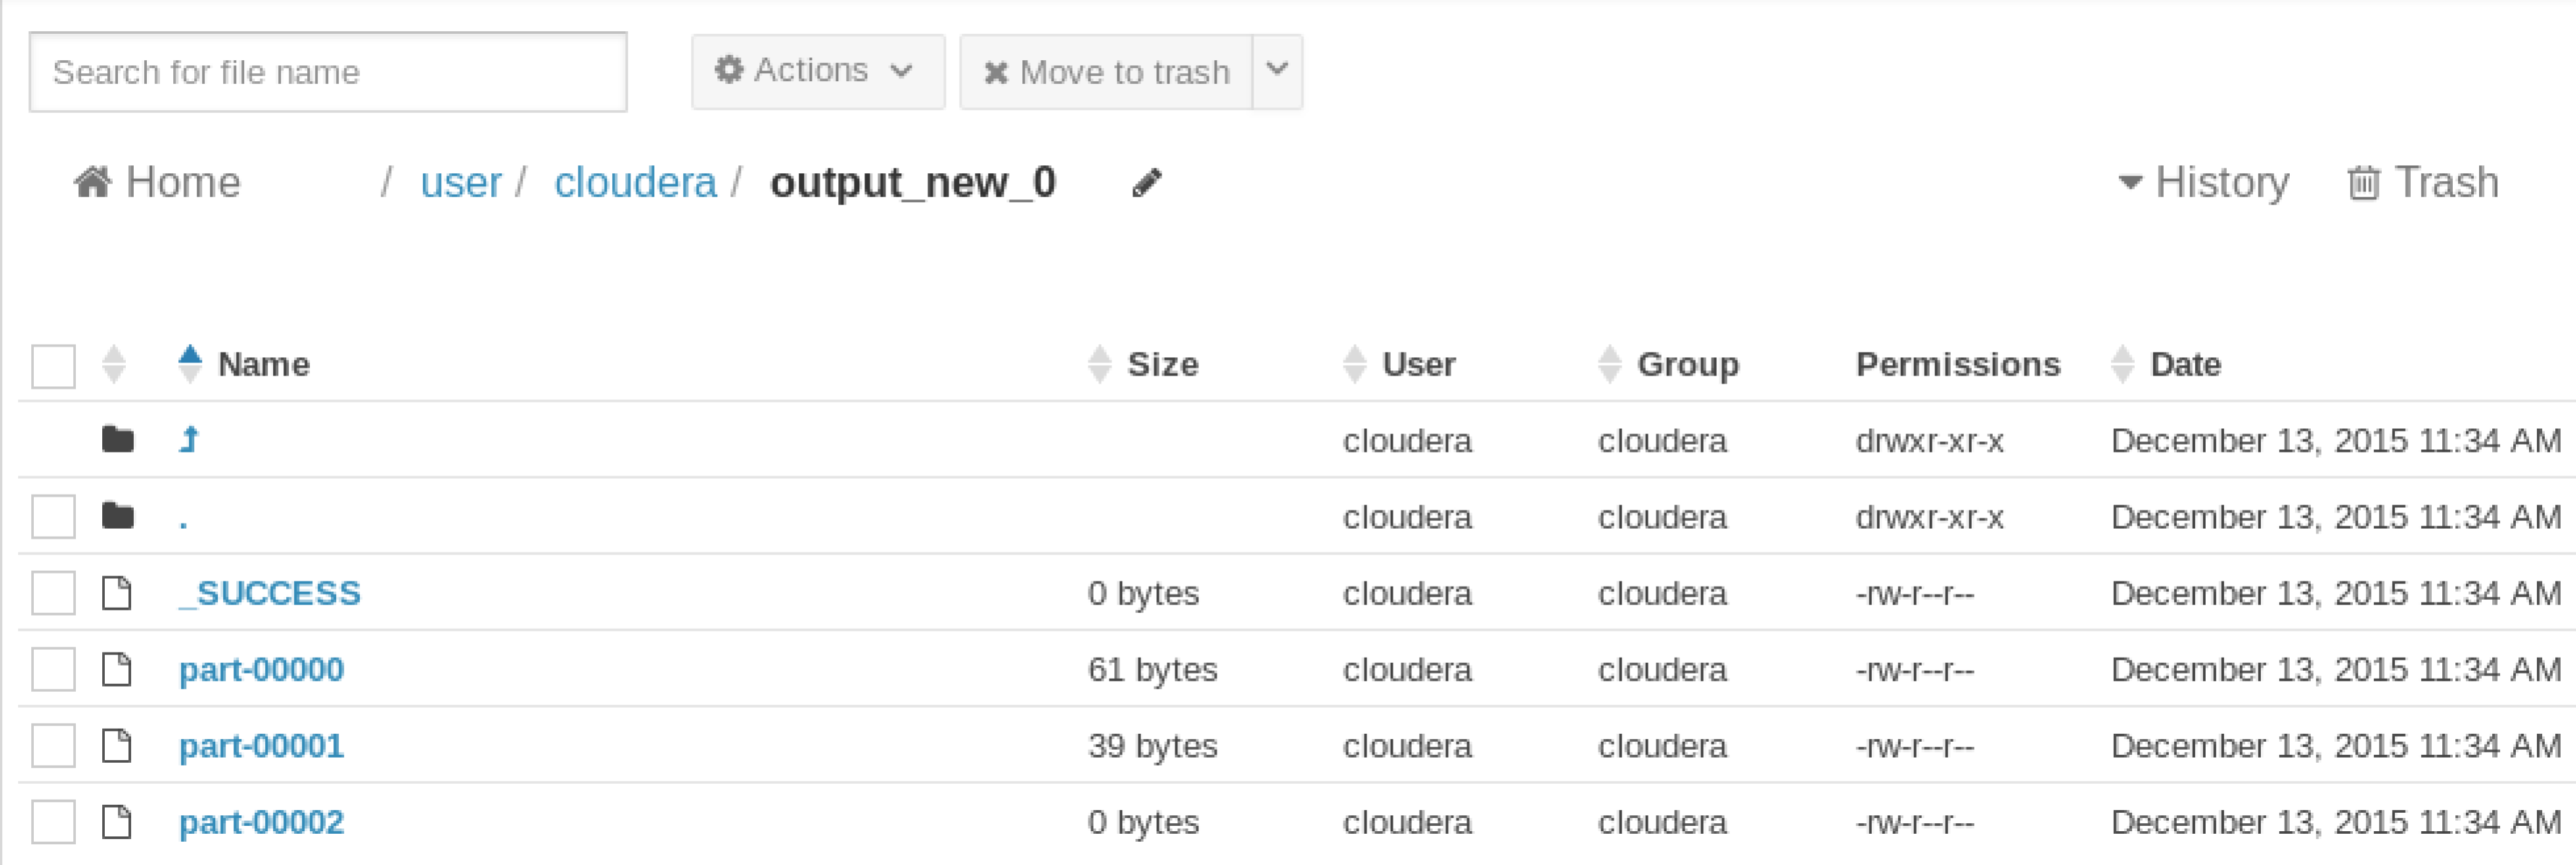 Search for file name Actions Move to trash
Home / user / cloudera / output_new_0 History Trash
Name Size User Group Permissions Date
cloudera cloudera drwxr-xr-x December 13, 2015 11:34 AM
. cloudera cloudera drwxr-xr-x December 13, 2015 11:34 AM
_SUCCESS 0 bytes cloudera cloudera -rw-r--r-- December 13, 2015 11:34 AM
part-00000 61 bytes cloudera cloudera -rw-r--r-- December 13, 2015 11:34 AM
part-00001 39 bytes cloudera cloudera -rw-r--r-- December 13, 2015 11:34 AM
part-00002 0 bytes cloudera cloudera -rw-r--r-- December 13, 2015 11:34 AM